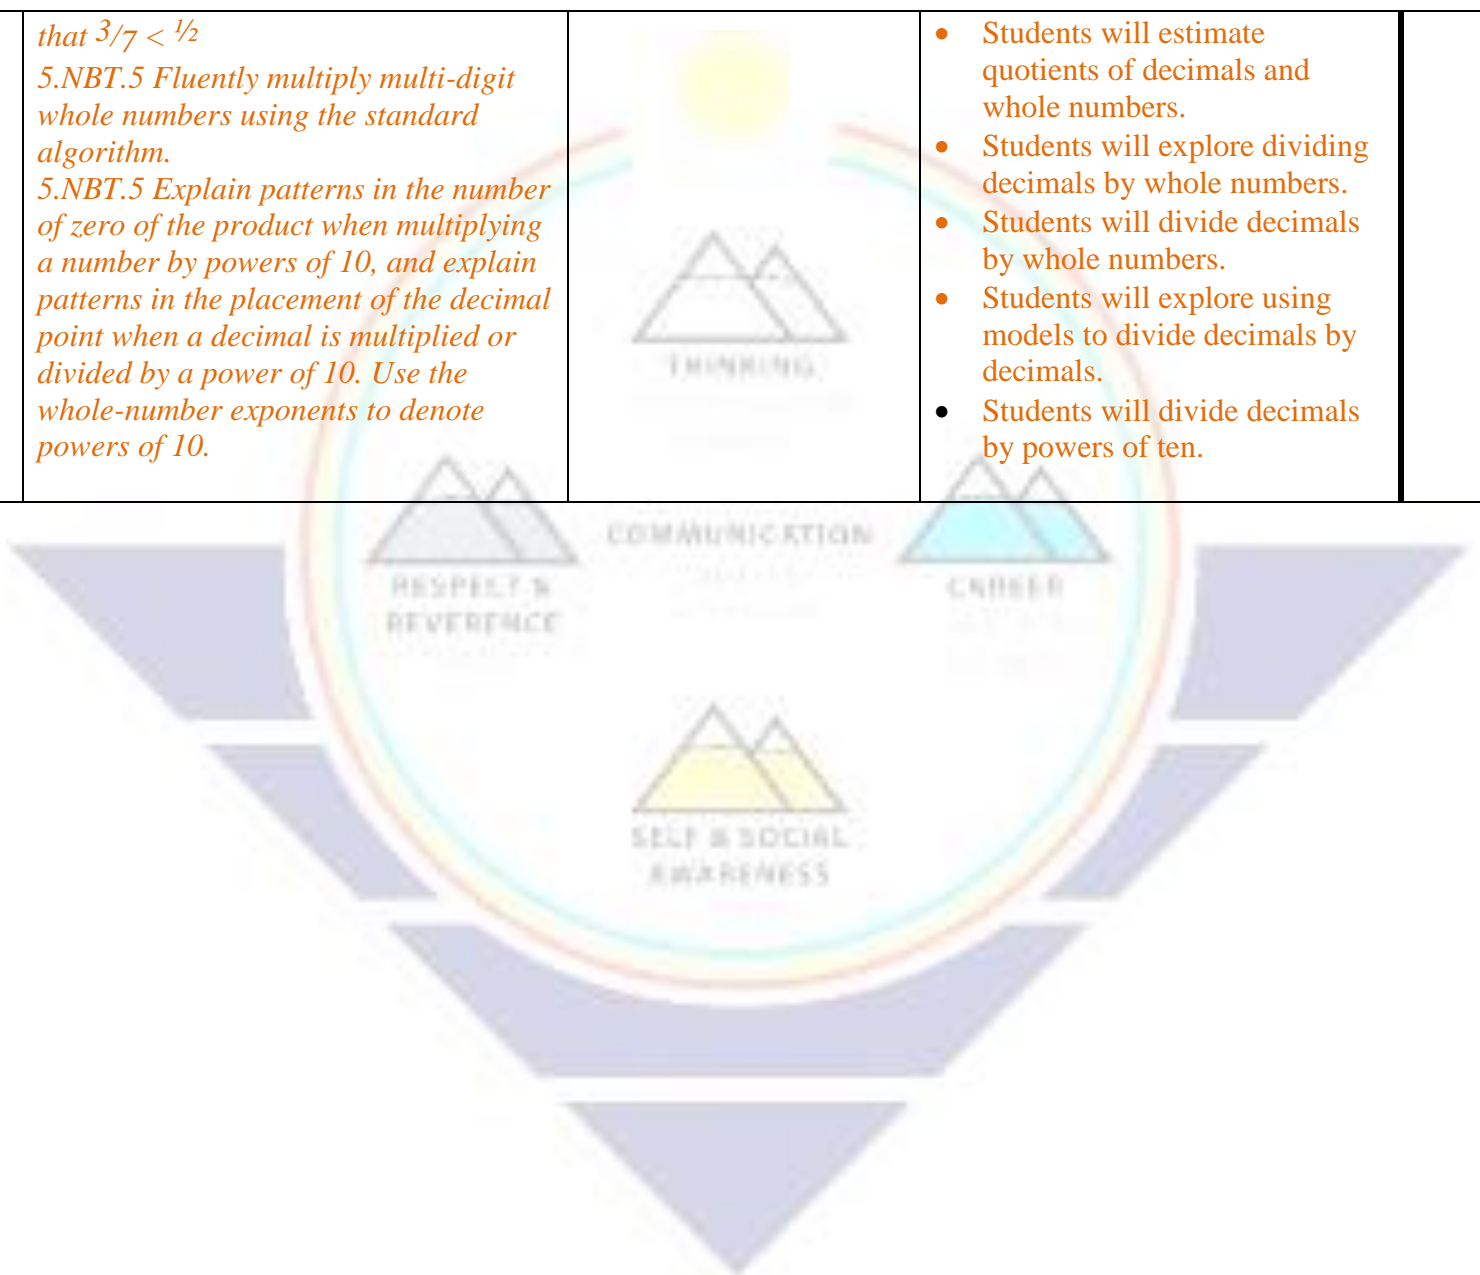 that 3/7 < ½
5.NBT.5 Fluently multiply multi-digit
whole numbers using the standard
algorithm.
5.NBT.5 Explain patterns in the number
of zero of the product when multiplying
a number by powers of 10, and explain
patterns in the placement of the decimal
point when a decimal is multiplied or
divided by a power of 10. Use the
whole-number exponents to denote
powers of 10.
• Students will estimate
quotients of decimals and
whole numbers.
• Students will explore dividing
decimals by whole numbers.
• Students will divide decimals
by whole numbers.
• Students will explore using
models to divide decimals by
decimals.
• Students will divide decimals
by powers of ten.
THINKING
COMMUNICATION
RESPECT &
REVERENCE
CAREER
SELF & SOCIAL
AWARENESS